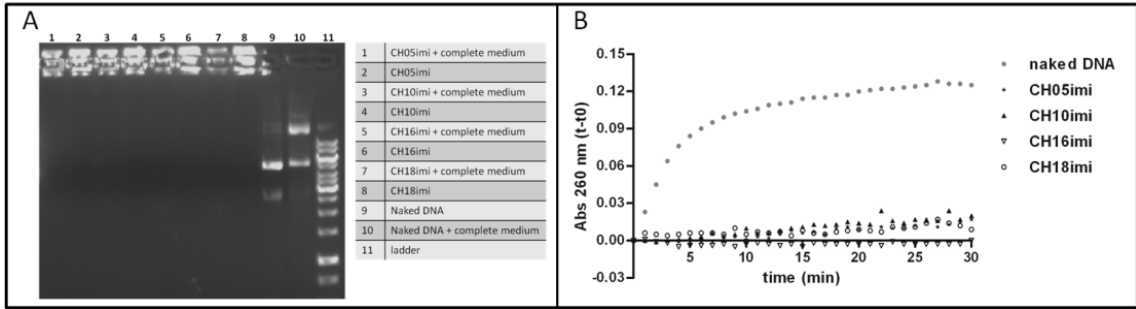 A
1 2 3 4 5 6 7 8 9 10 11
1 CH05imi + complete medium
2 CH05imi
3 CH10imi + complete medium
4 CH10imi
5 CH16imi + complete medium
6 CH16imi
7 CH18imi + complete medium
8 CH18imi
9 Naked DNA
10 Naked DNA + complete medium
11 ladder
B
Abs 260 nm (t-t0)
0.15
0.12
0.09
0.06
0.03
0.00
-0.03
5 10 15 20 25 30
time (min)
naked DNA
CH05imi
CH10imi
CH16imi
CH18imi